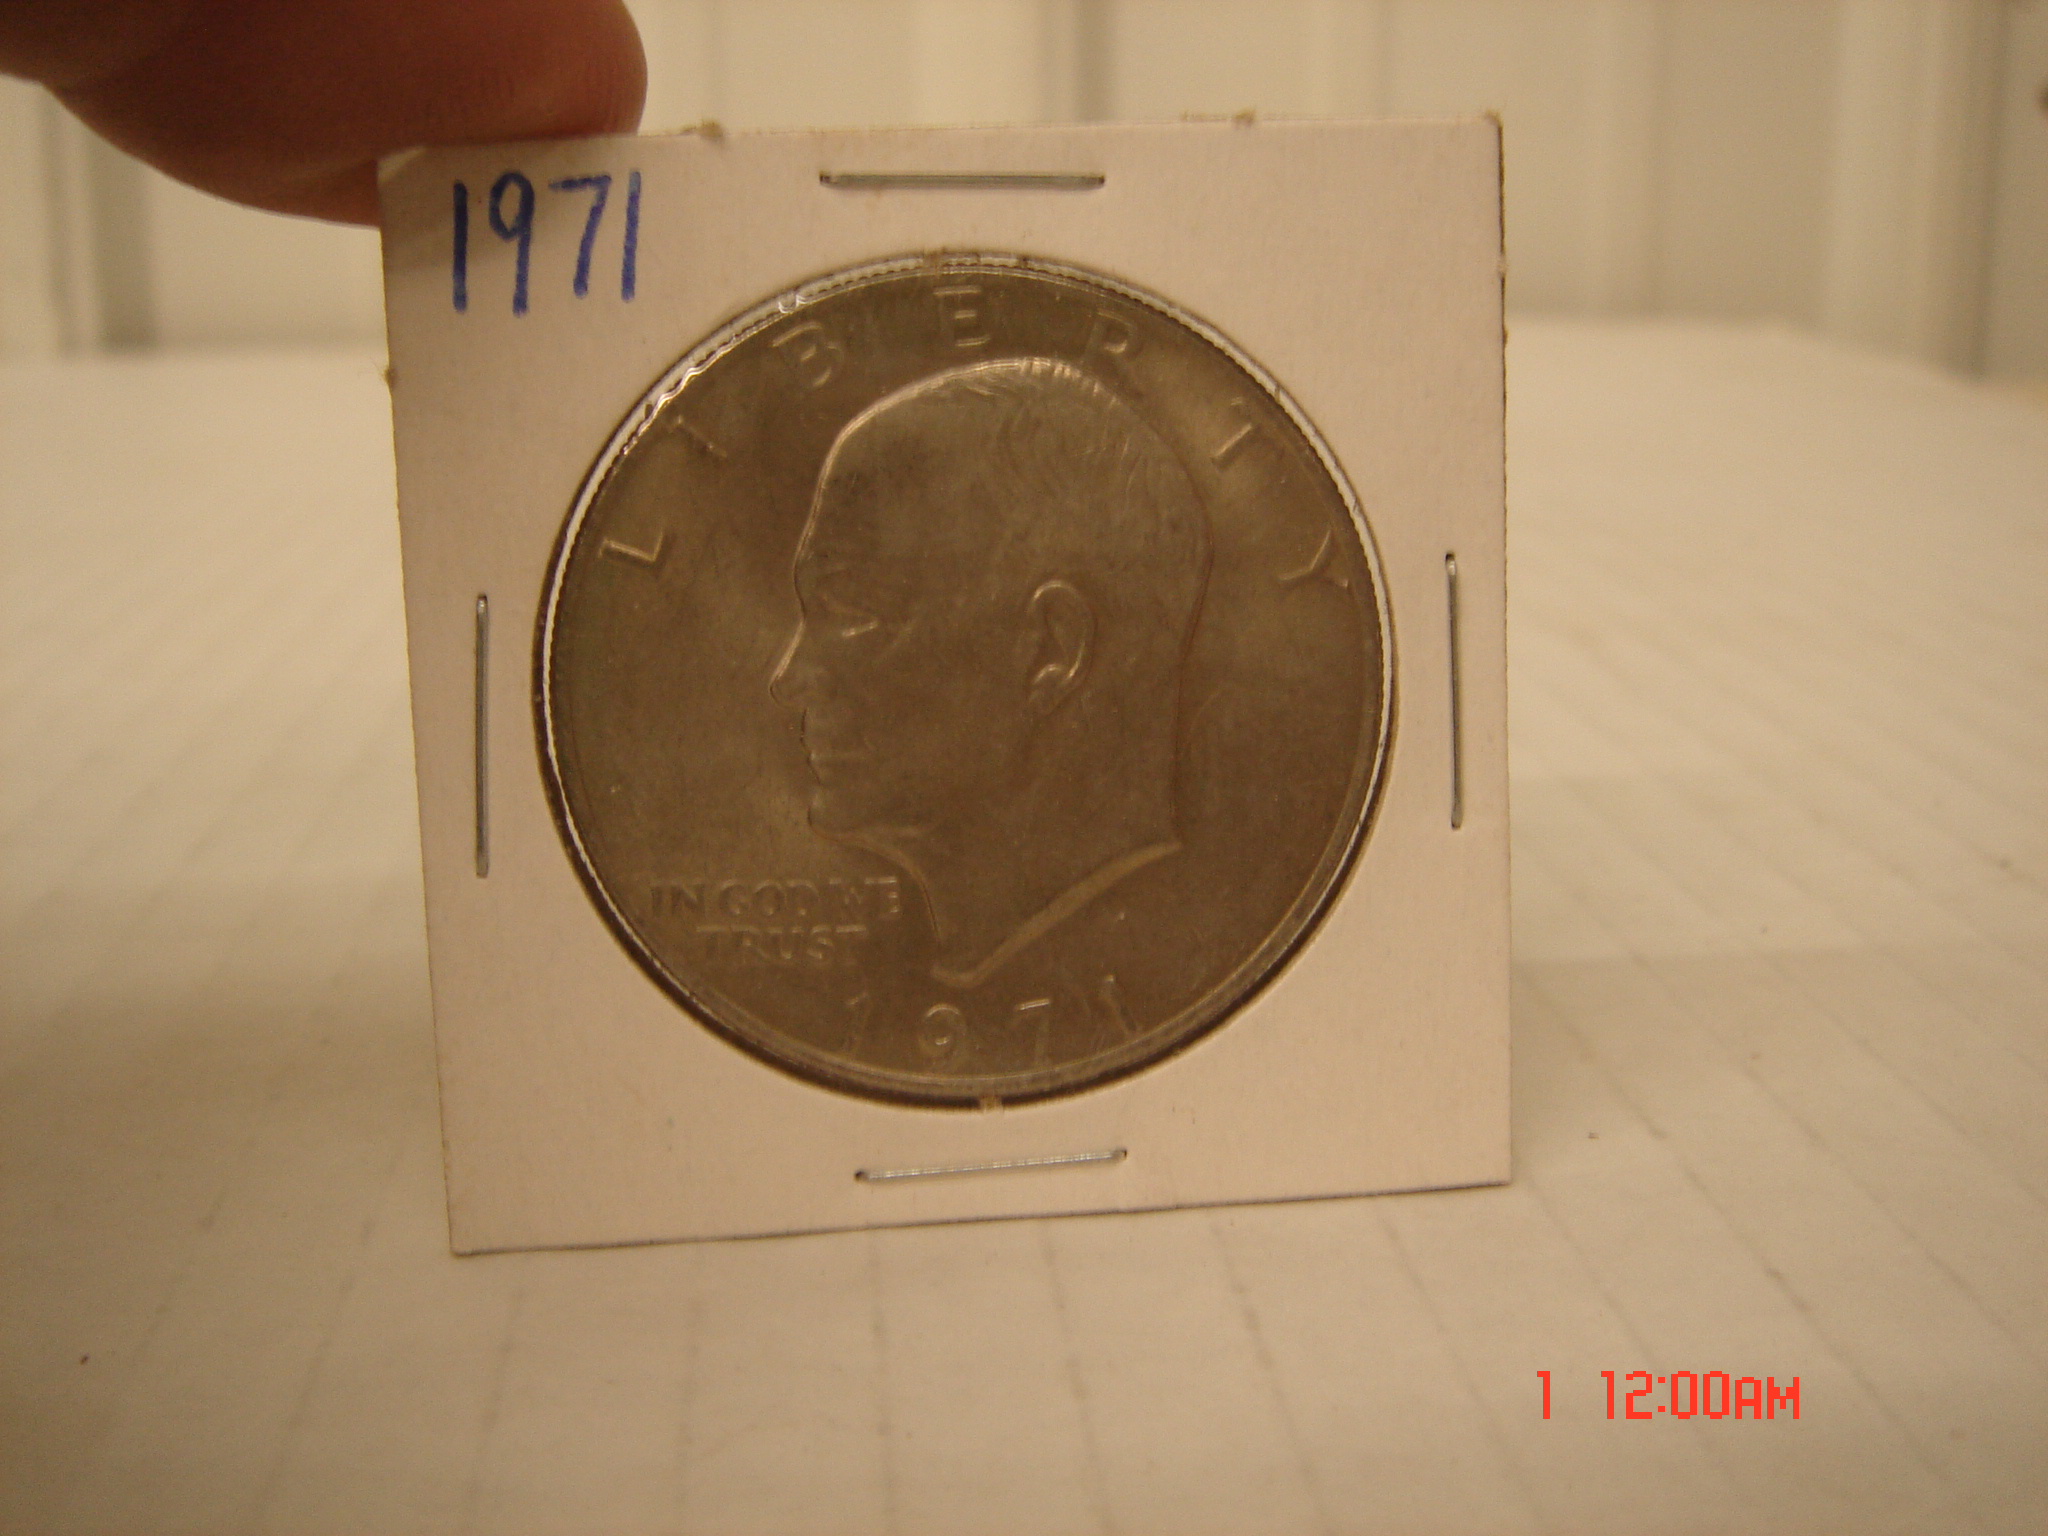 1971
LIBERTY
IN GOD WE
TRUST
1971
1 12:00AM